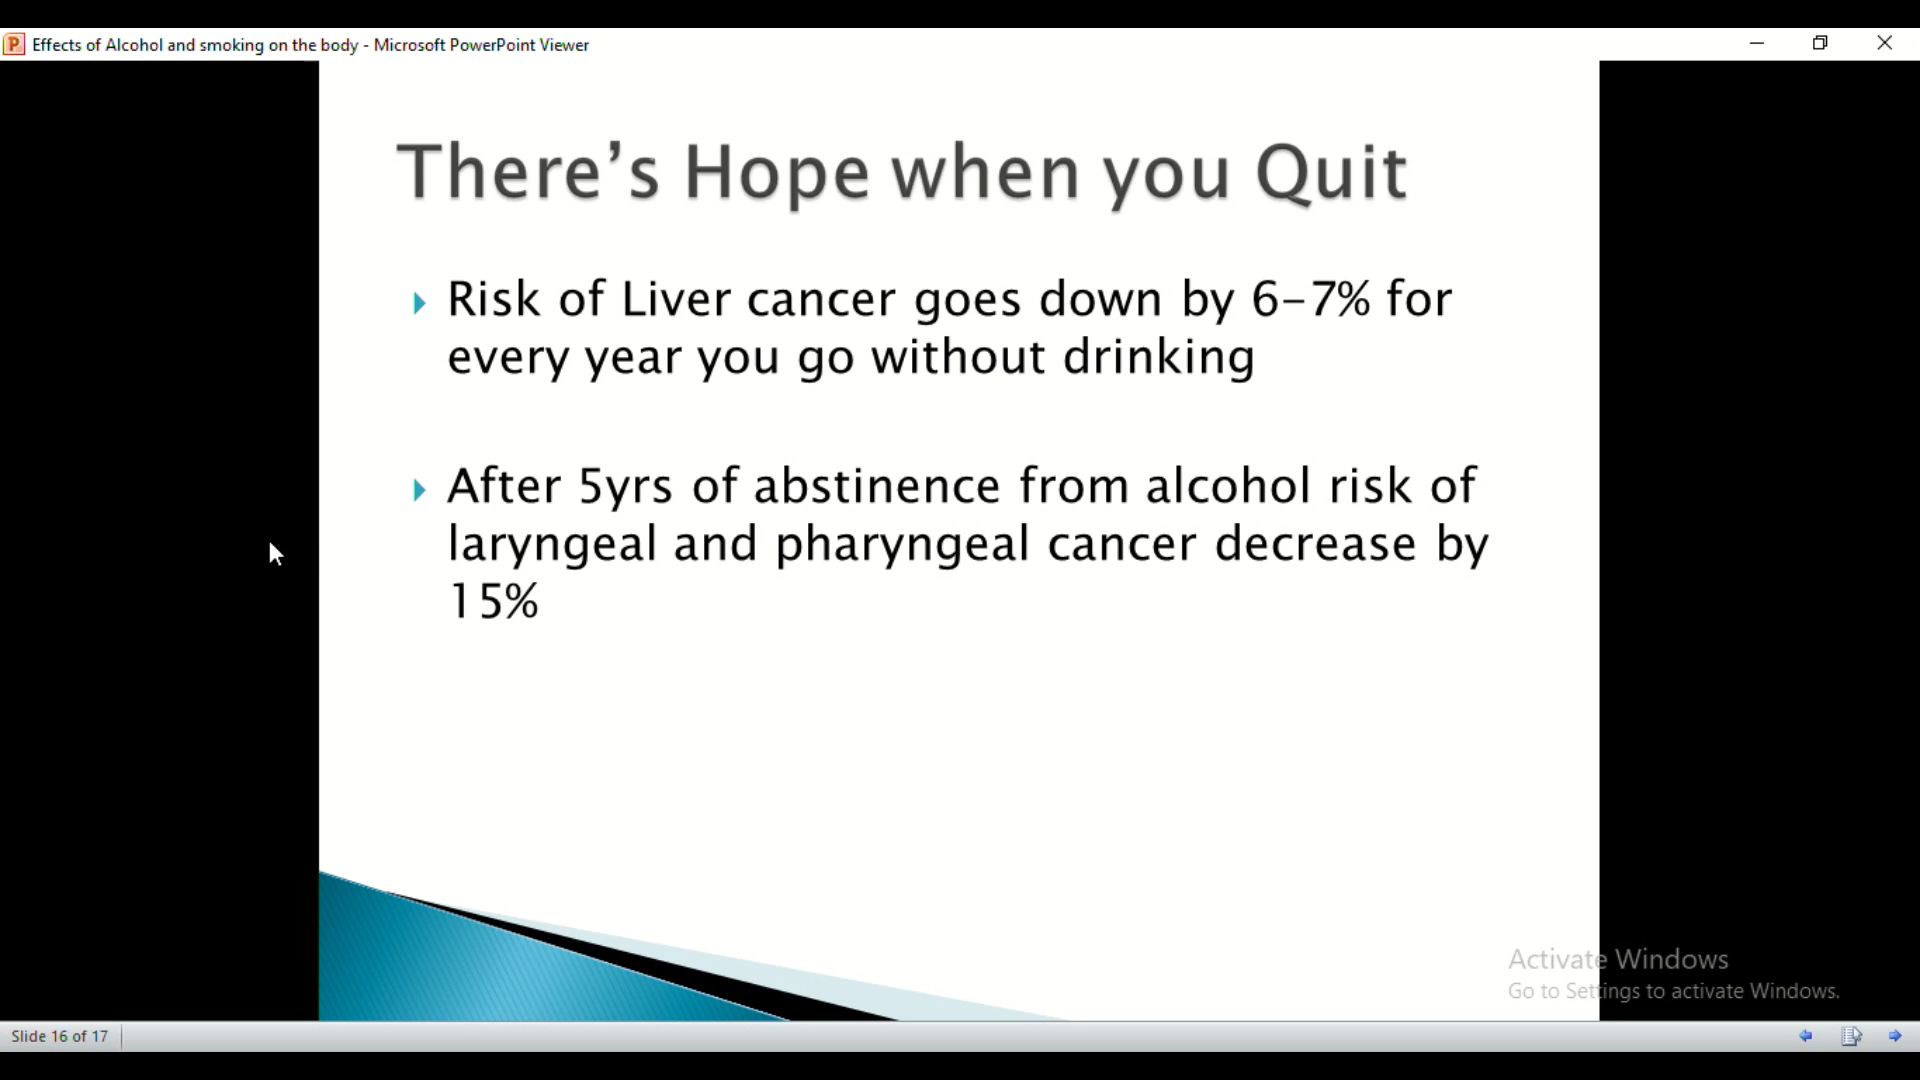 Effects of Alcohol and smoking on the body - Microsoft PowerPoint Viewer
There’s Hope when you Quit
Risk of Liver cancer goes down by 6-7% for
every year you go without drinking
After 5yrs of abstinence from alcohol risk of
laryngeal and pharyngeal cancer decrease by
15%
Activate Windows
Go to Settings to activate Windows.
Slide 16 of 17